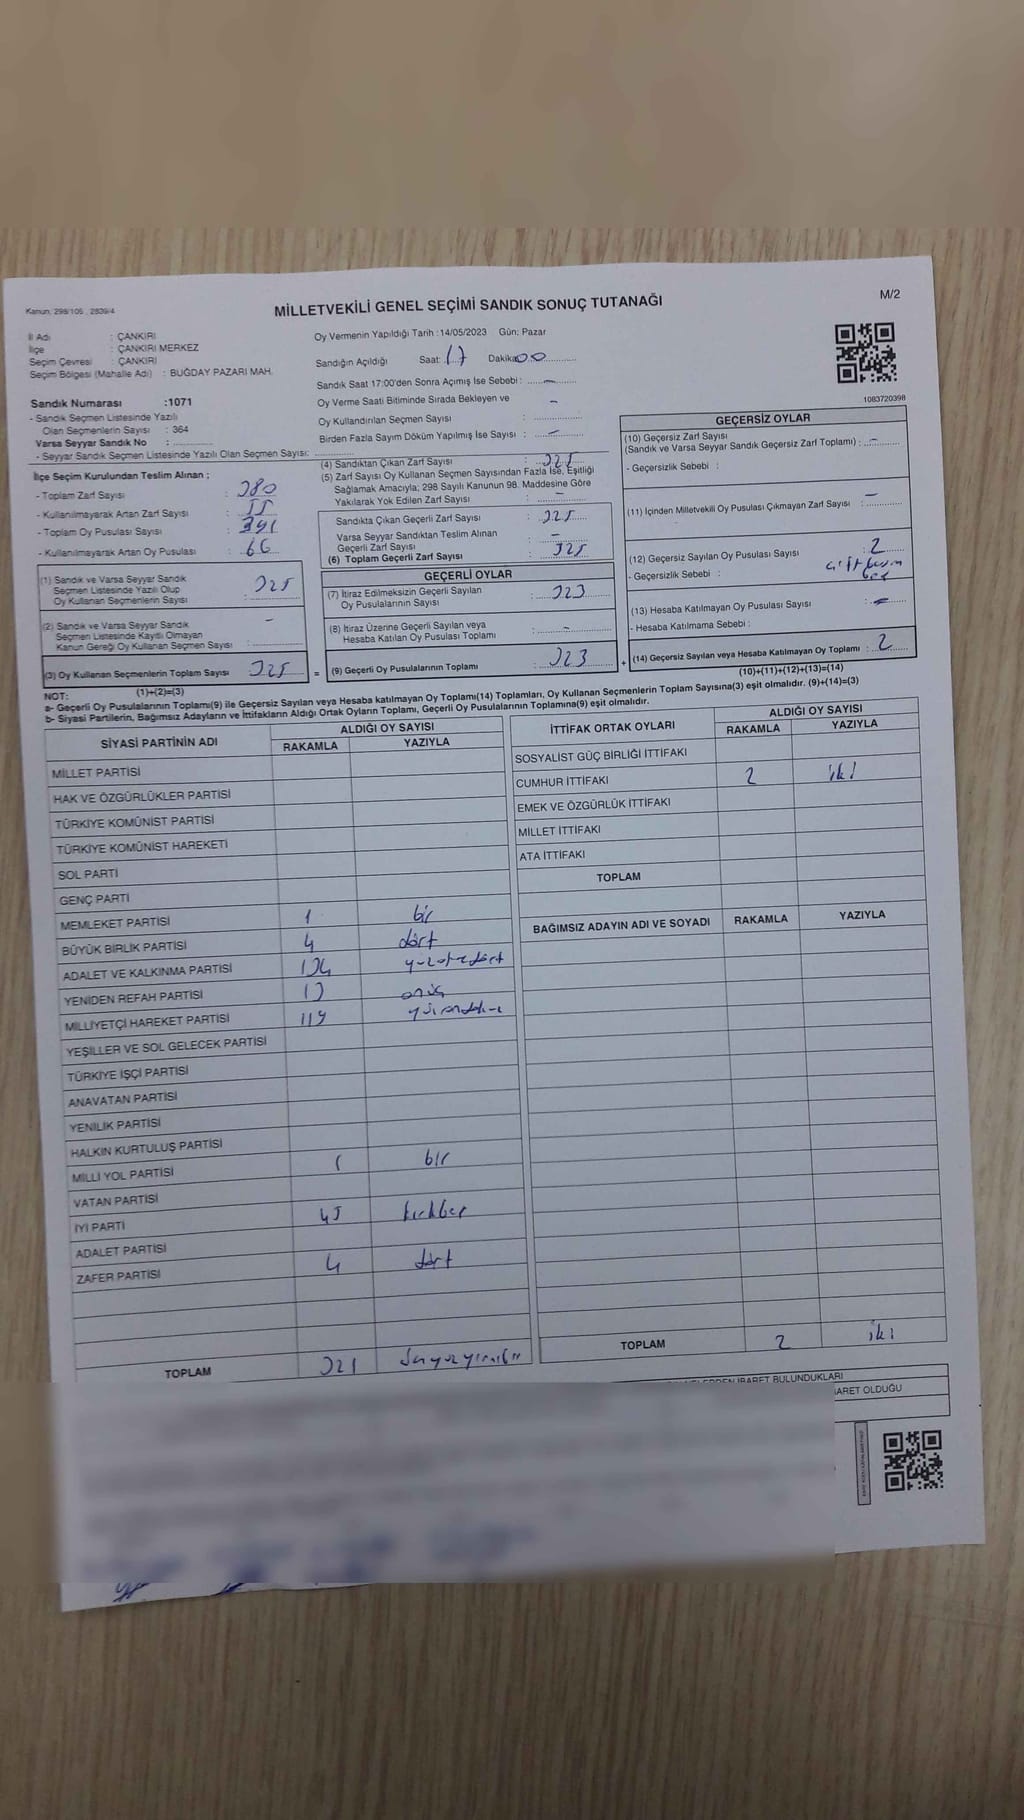 Kanun: 298/105 , 2839/4
MİLLETVEKİLİ GENEL SEÇİMİ SANDIK SONUÇ TUTANAĞI
M/2
İl Adı : ÇANKIRI
İlçe : ÇANKIRI MERKEZ
Seçim Çevresi : ÇANKIRI
Seçim Bölgesi (Mahalle Adı) : BUĞDAY PAZARI MAH.
Oy Vermenin Yapıldığı Tarih :14/05/2023 Gün: Pazar
Sandığın Açıldığı Saat: 17 Dakika: 00
Sandık Saat 17:00'den Sonra Açılmış İse Sebebi : –
Oy Verme Saati Bitiminde Sırada Bekleyen ve –
Oy Kullandırılan Seçmen Sayısı :
Birden Fazla Sayım Döküm Yapılmış İse Sayısı : –
1083720398
Sandık Numarası :1071
- Sandık Seçmen Listesinde Yazılı
Olan Seçmenlerin Sayısı : 364
Varsa Seyyar Sandık No :
- Seyyar Sandık Seçmen Listesinde Yazılı Olan Seçmen Sayısı:
İlçe Seçim Kurulundan Teslim Alınan ;
- Toplam Zarf Sayısı : 380
- Kullanılmayarak Artan Zarf Sayısı : 55
- Toplam Oy Pusulası Sayısı : 391
- Kullanılmayarak Artan Oy Pusulası : 66
(4) Sandıktan Çıkan Zarf Sayısı : 325
(5) Zarf Sayısı Oy Kullanan Seçmen Sayısından Fazla İse, Eşitliği
Sağlamak Amacıyla; 298 Sayılı Kanunun 98. Maddesine Göre
Yakılarak Yok Edilen Zarf Sayısı : –
Sandıkta Çıkan Geçerli Zarf Sayısı : 325
Varsa Seyyar Sandıktan Teslim Alınan
Geçerli Zarf Sayısı : –
(6) Toplam Geçerli Zarf Sayısı : 325
GEÇERSİZ OYLAR
(10) Geçersiz Zarf Sayısı
(Sandık ve Varsa Seyyar Sandık Geçersiz Zarf Toplamı) : –
- Geçersizlik Sebebi :
(11) İçinden Milletvekili Oy Pusulası Çıkmayan Zarf Sayısı : –
(12) Geçersiz Sayılan Oy Pusulası Sayısı : 2
- Geçersizlik Sebebi : çift
(13) Hesaba Katılmayan Oy Pusulası Sayısı : –
- Hesaba Katılmama Sebebi :
(14) Geçersiz Sayılan veya Hesaba Katılmayan Oy Toplamı : 2
(10)+(11)+(12)+(13)=(14)
(1) Sandık ve Varsa Seyyar Sandık
Seçmen Listesinde Yazılı Olup
Oy Kullanan Seçmenlerin Sayısı : 325
(2) Sandık ve Varsa Seyyar Sandık
Seçmen Listesinde Kayıtlı Olmayan
Kanun Gereği Oy Kullanan Seçmen Sayısı : –
(3) Oy Kullanan Seçmenlerin Toplam Sayısı 325 =
(1)+(2)=(3)
GEÇERLİ OYLAR
(7) İtiraz Edilmeksizin Geçerli Sayılan
Oy Pusulalarının Sayısı : 323
(8) İtiraz Üzerine Geçerli Sayılan veya
Hesaba Katılan Oy Pusulası Toplamı : –
(9) Geçerli Oy Pusulalarının Toplamı : 323 +
NOT:
a- Geçerli Oy Pusulalarının Toplamı(9) ile Geçersiz Sayılan veya Hesaba katılmayan Oy Toplamı(14) Toplamları, Oy Kullanan Seçmenlerin Toplam Sayısına(3) eşit olmalıdır. (9)+(14)=(3)
b- Siyasi Partilerin, Bağımsız Adayların ve İttifakların Aldığı Ortak Oyların Toplamı, Geçerli Oy Pusulalarının Toplamına(9) eşit olmalıdır.
SİYASİ PARTİNİN ADI
ALDIĞI OY SAYISI
RAKAMLA YAZIYLA
MİLLET PARTİSİ
HAK VE ÖZGÜRLÜKLER PARTİSİ
TÜRKİYE KOMÜNİST PARTİSİ
TÜRKİYE KOMÜNİST HAREKETİ
SOL PARTİ
GENÇ PARTİ
MEMLEKET PARTİSİ 1 bir
BÜYÜK BİRLİK PARTİSİ 4 dört
ADALET VE KALKINMA PARTİSİ 134
YENİDEN REFAH PARTİSİ 13 onüç
MİLLİYETÇİ HAREKET PARTİSİ 119
YEŞİLLER VE SOL GELECEK PARTİSİ
TÜRKİYE İŞÇİ PARTİSİ
ANAVATAN PARTİSİ
YENİLİK PARTİSİ
HALKIN KURTULUŞ PARTİSİ
MİLLİ YOL PARTİSİ 1 bir
VATAN PARTİSİ
İYİ PARTİ 45 kırkbeş
ADALET PARTİSİ
ZAFER PARTİSİ 4 dört
TOPLAM 321
İTTİFAK ORTAK OYLARI
ALDIĞI OY SAYISI
RAKAMLA YAZIYLA
SOSYALİST GÜÇ BİRLİĞİ İTTİFAKI
CUMHUR İTTİFAKI 2 iki
EMEK VE ÖZGÜRLÜK İTTİFAKI
MİLLET İTTİFAKI
ATA İTTİFAKI
TOPLAM
BAĞIMSIZ ADAYIN ADI VE SOYADI RAKAMLA YAZIYLA
TOPLAM 2 iki
İBARET BULUNDUKLARI
OLDUĞU